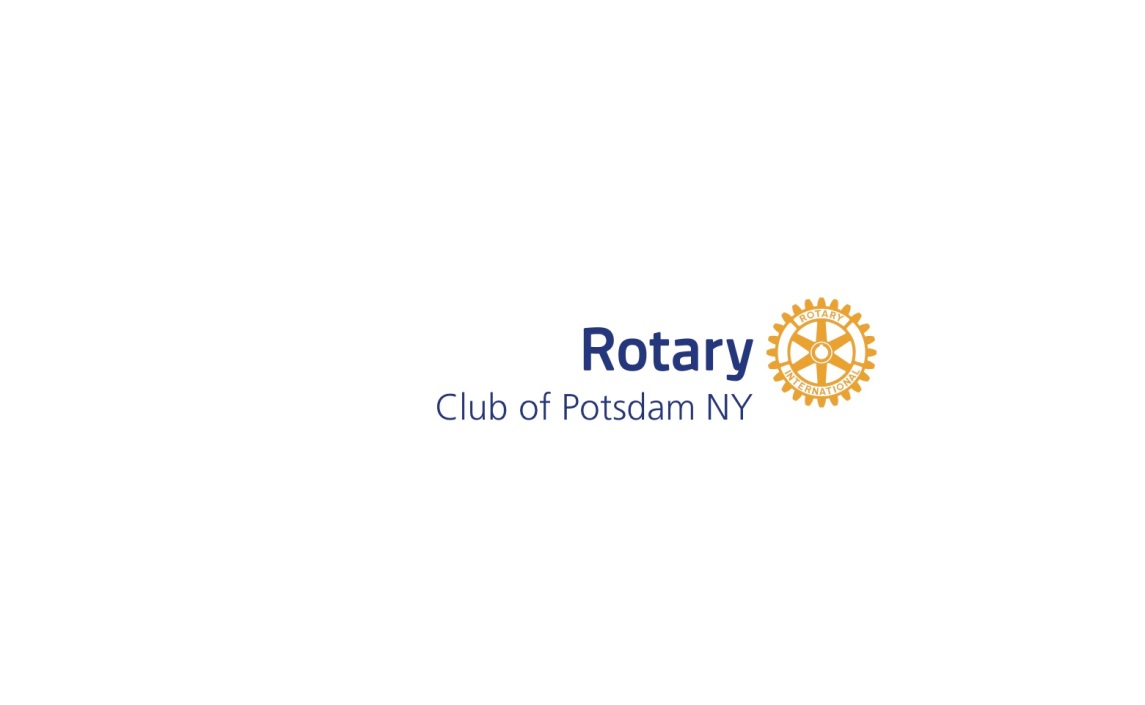 Rotary
Club of Potsdam NY
ROTARY
INTERNATIONAL